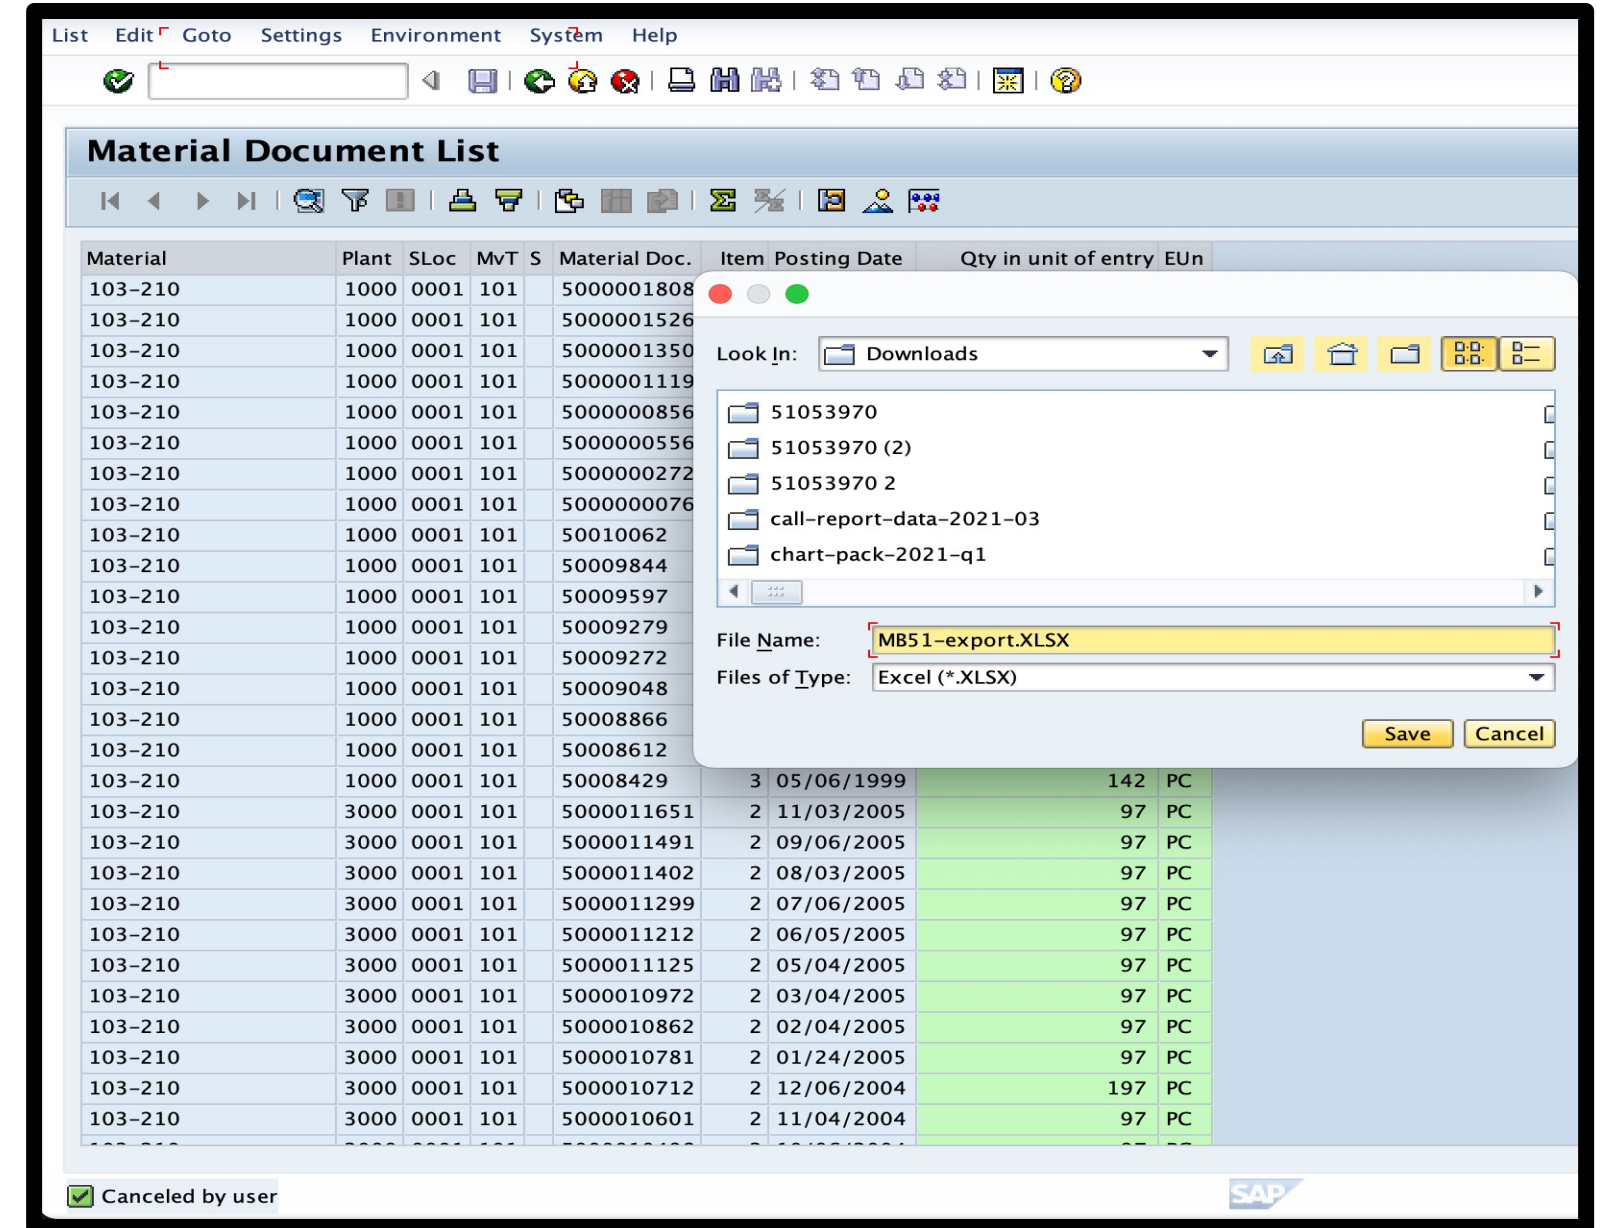 List Edit Goto Settings Environment System Help
Material Document List
Material Plant SLoc MvT S Material Doc. Item Posting Date Qty in unit of entry EUn
103-210 1000 0001 101 5000001808
103-210 1000 0001 101 5000001526
103-210 1000 0001 101 5000001350
103-210 1000 0001 101 5000001119
103-210 1000 0001 101 5000000856
103-210 1000 0001 101 5000000556
103-210 1000 0001 101 5000000272
103-210 1000 0001 101 5000000076
103-210 1000 0001 101 50010062
103-210 1000 0001 101 50009844
103-210 1000 0001 101 50009597
103-210 1000 0001 101 50009279
103-210 1000 0001 101 50009272
103-210 1000 0001 101 50009048
103-210 1000 0001 101 50008866
103-210 1000 0001 101 50008612
103-210 1000 0001 101 50008429 3 05/06/1999 142 PC
103-210 3000 0001 101 5000011651 2 11/03/2005 97 PC
103-210 3000 0001 101 5000011491 2 09/06/2005 97 PC
103-210 3000 0001 101 5000011402 2 08/03/2005 97 PC
103-210 3000 0001 101 5000011299 2 07/06/2005 97 PC
103-210 3000 0001 101 5000011212 2 06/05/2005 97 PC
103-210 3000 0001 101 5000011125 2 05/04/2005 97 PC
103-210 3000 0001 101 5000010972 2 03/04/2005 97 PC
103-210 3000 0001 101 5000010862 2 02/04/2005 97 PC
103-210 3000 0001 101 5000010781 2 01/24/2005 97 PC
103-210 3000 0001 101 5000010712 2 12/06/2004 197 PC
103-210 3000 0001 101 5000010601 2 11/04/2004 97 PC
Look In: Downloads
51053970
51053970 (2)
51053970 2
call-report-data-2021-03
chart-pack-2021-q1
File Name: MB51-export.XLSX
Files of Type: Excel (*.XLSX)
Save Cancel
Canceled by user
SAP